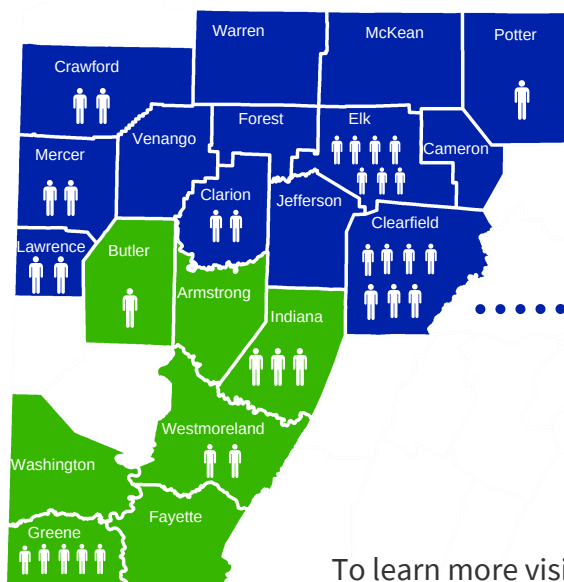 Warren
McKean
Potter
Crawford
Forest
Elk
Venango
Cameron
Mercer
Clarion
Jefferson
Clearfield
Lawrence
Butler
Armstrong
Indiana
Westmoreland
Washington
Fayette
Greene
To learn more visi